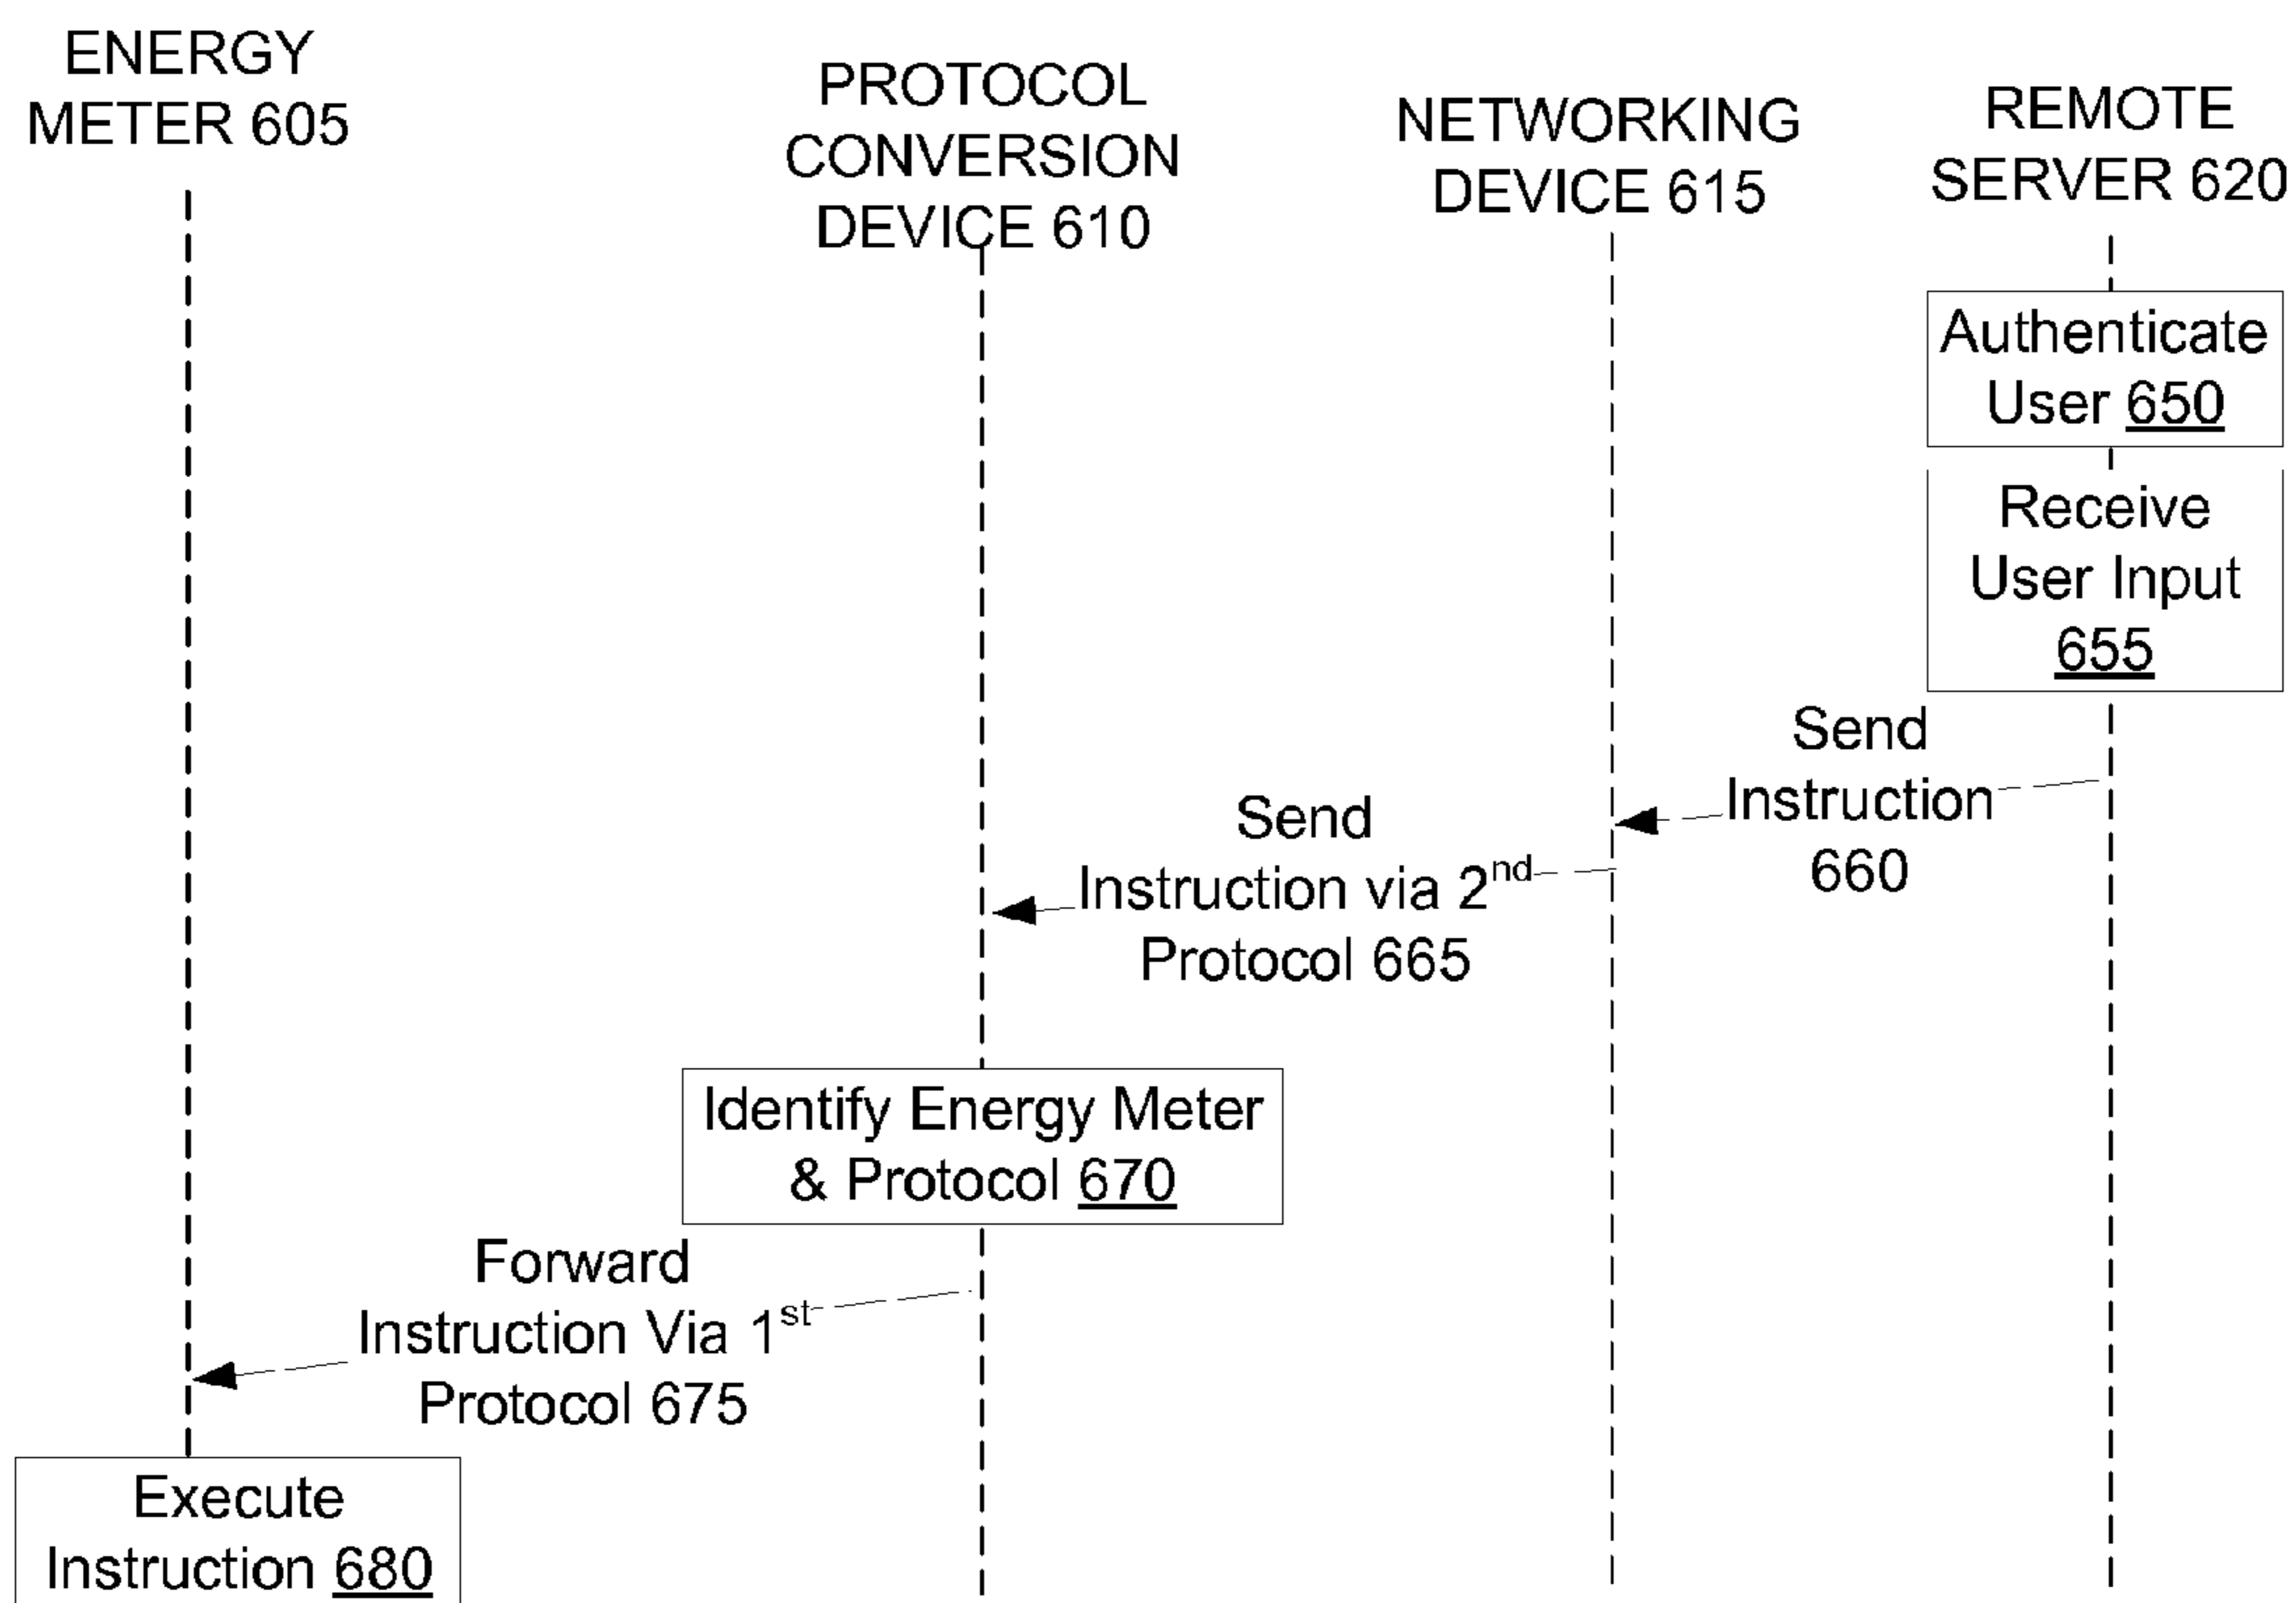 ENERGY
METER 605
PROTOCOL
CONVERSION
DEVICE 610
NETWORKING
DEVICE 615
REMOTE
SERVER 620
Authenticate
User 650
Receive
User Input
655
Send
Instruction
660
Send
Instruction via 2nd
Protocol 665
Identify Energy Meter
& Protocol 670
Forward
Instruction Via 1st
Protocol 675
Execute
Instruction 680